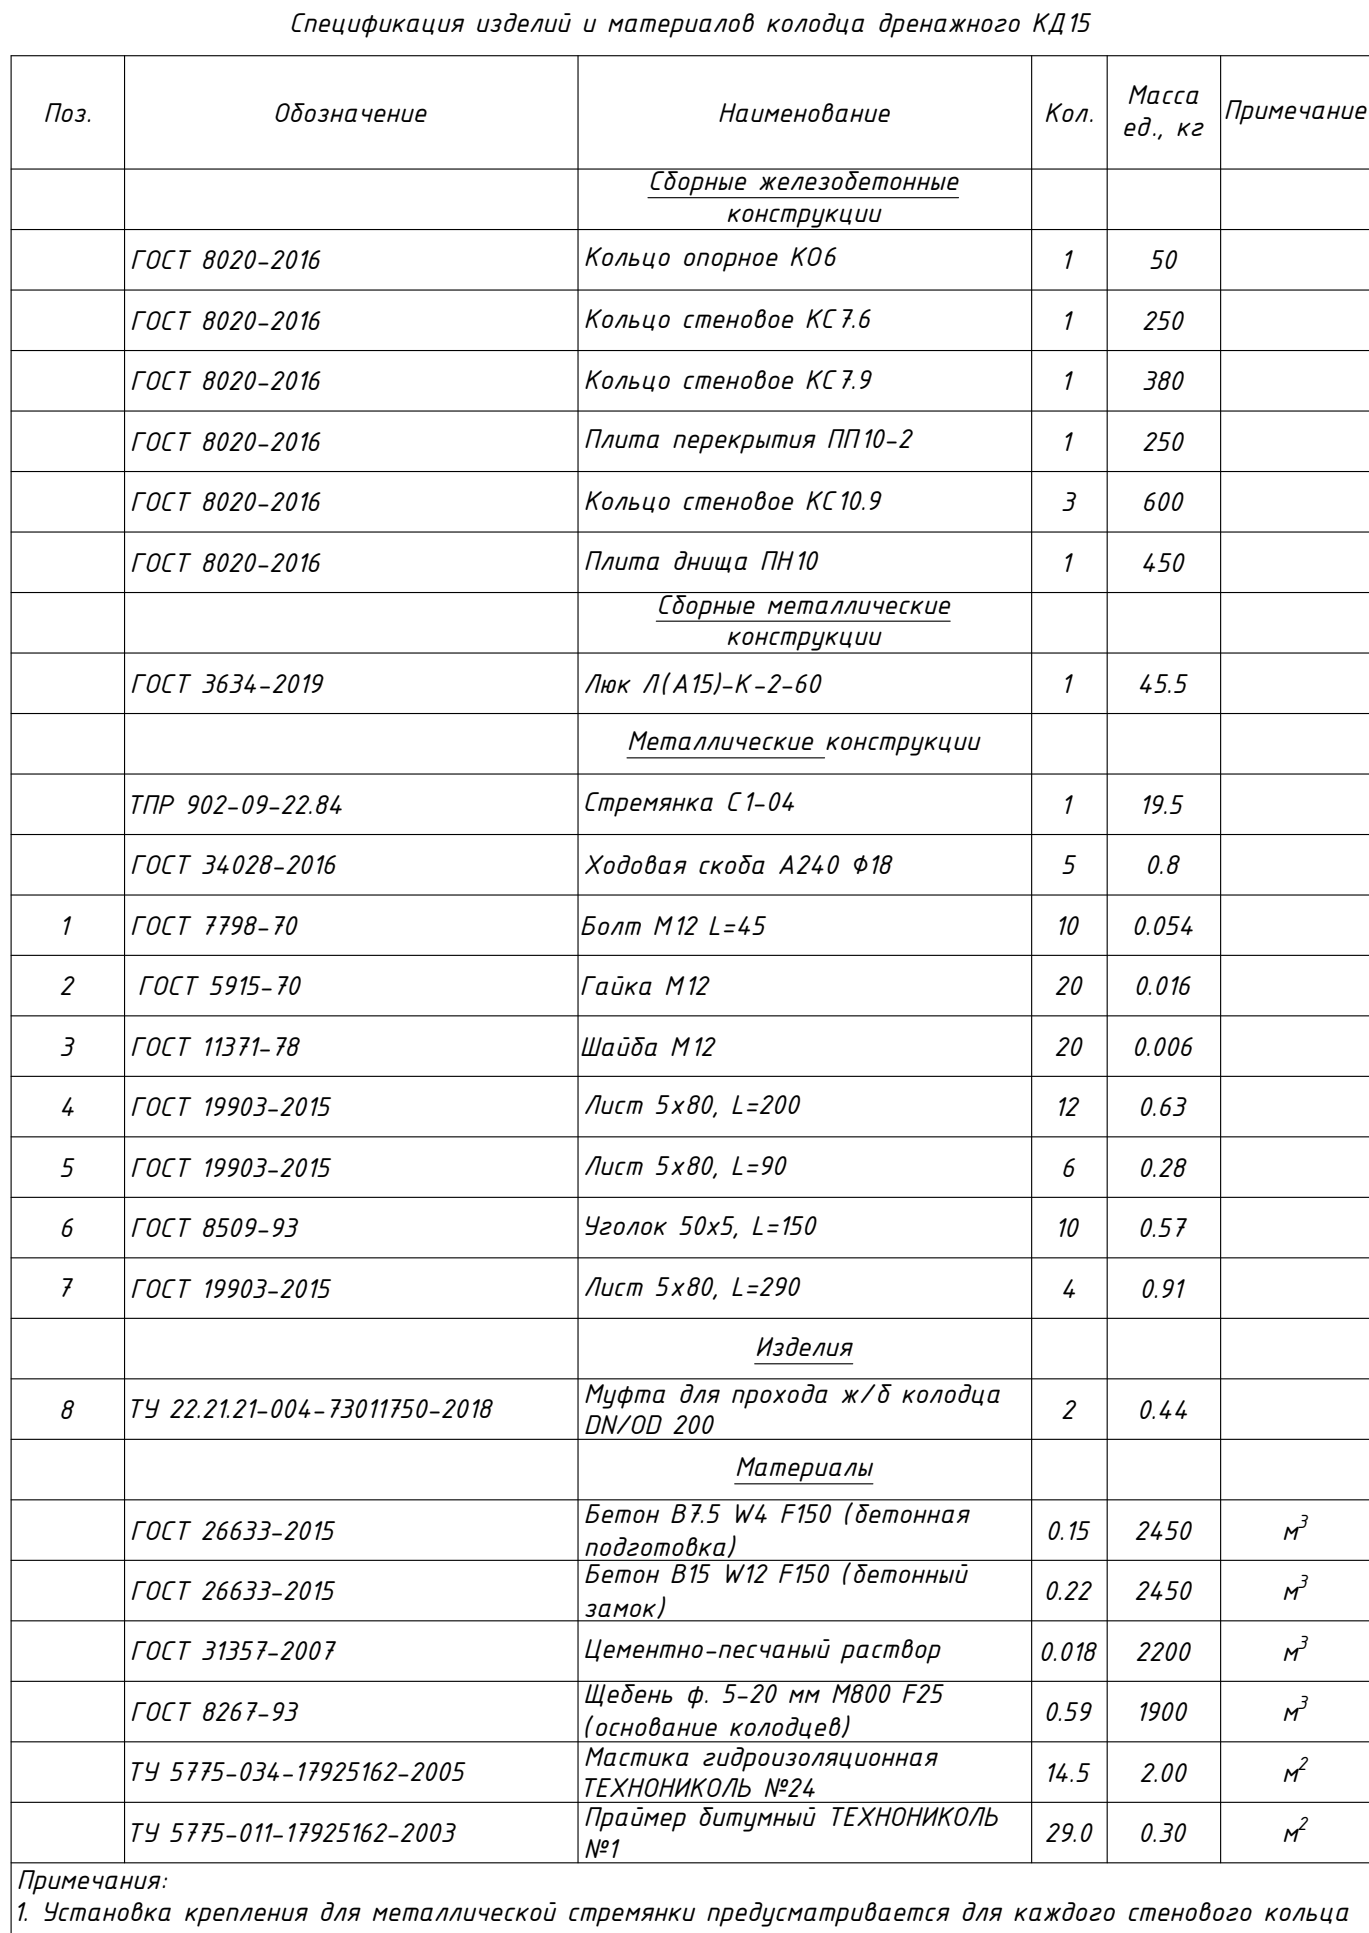 Спецификация изделий и материалов колодца дренажного КД15
Поз. Обозначение Наименование Кол. Масса ед., кг Примечание
Сборные железобетонные
конструкции
ГОСТ 8020-2016 Кольцо опорное КО6 1 50
ГОСТ 8020-2016 Кольцо стеновое КС7.6 1 250
ГОСТ 8020-2016 Кольцо стеновое КС7.9 1 380
ГОСТ 8020-2016 Плита перекрытия ПП10-2 1 250
ГОСТ 8020-2016 Кольцо стеновое КС10.9 3 600
ГОСТ 8020-2016 Плита днища ПН10 1 450
Сборные металлические
конструкции
ГОСТ 3634-2019 Люк Л(А15)-К-2-60 1 45.5
Металлические конструкции
ТПР 902-09-22.84 Стремянка С1-04 1 19.5
ГОСТ 34028-2016 Ходовая скоба А240 Ф18 5 0.8
1 ГОСТ 7798-70 Болт М12 L=45 10 0.054
2 ГОСТ 5915-70 Гайка М12 20 0.016
3 ГОСТ 11371-78 Шайба М12 20 0.006
4 ГОСТ 19903-2015 Лист 5х80, L=200 12 0.63
5 ГОСТ 19903-2015 Лист 5х80, L=90 6 0.28
6 ГОСТ 8509-93 Уголок 50х5, L=150 10 0.57
7 ГОСТ 19903-2015 Лист 5х80, L=290 4 0.91
Изделия
8 ТУ 22.21.21-004-73011750-2018 Муфта для прохода ж/б колодца
DN/OD 200 2 0.44
Материалы
ГОСТ 26633-2015 Бетон В7.5 W4 F150 (бетонная
подготовка) 0.15 2450 м³
ГОСТ 26633-2015 Бетон В15 W12 F150 (бетонный
замок) 0.22 2450 м³
ГОСТ 31357-2007 Цементно-песчаный раствор 0.018 2200 м³
ГОСТ 8267-93 Щебень ф. 5-20 мм М800 F25
(основание колодцев) 0.59 1900 м³
ТУ 5775-034-17925162-2005 Мастика гидроизоляционная
ТЕХНОНИКОЛЬ №24 14.5 2.00 м²
ТУ 5775-011-17925162-2003 Праймер битумный ТЕХНОНИКОЛЬ
№1 29.0 0.30 м²
Примечания:
1. Установка крепления для металлической стремянки предусматривается для каждого стенового кольца